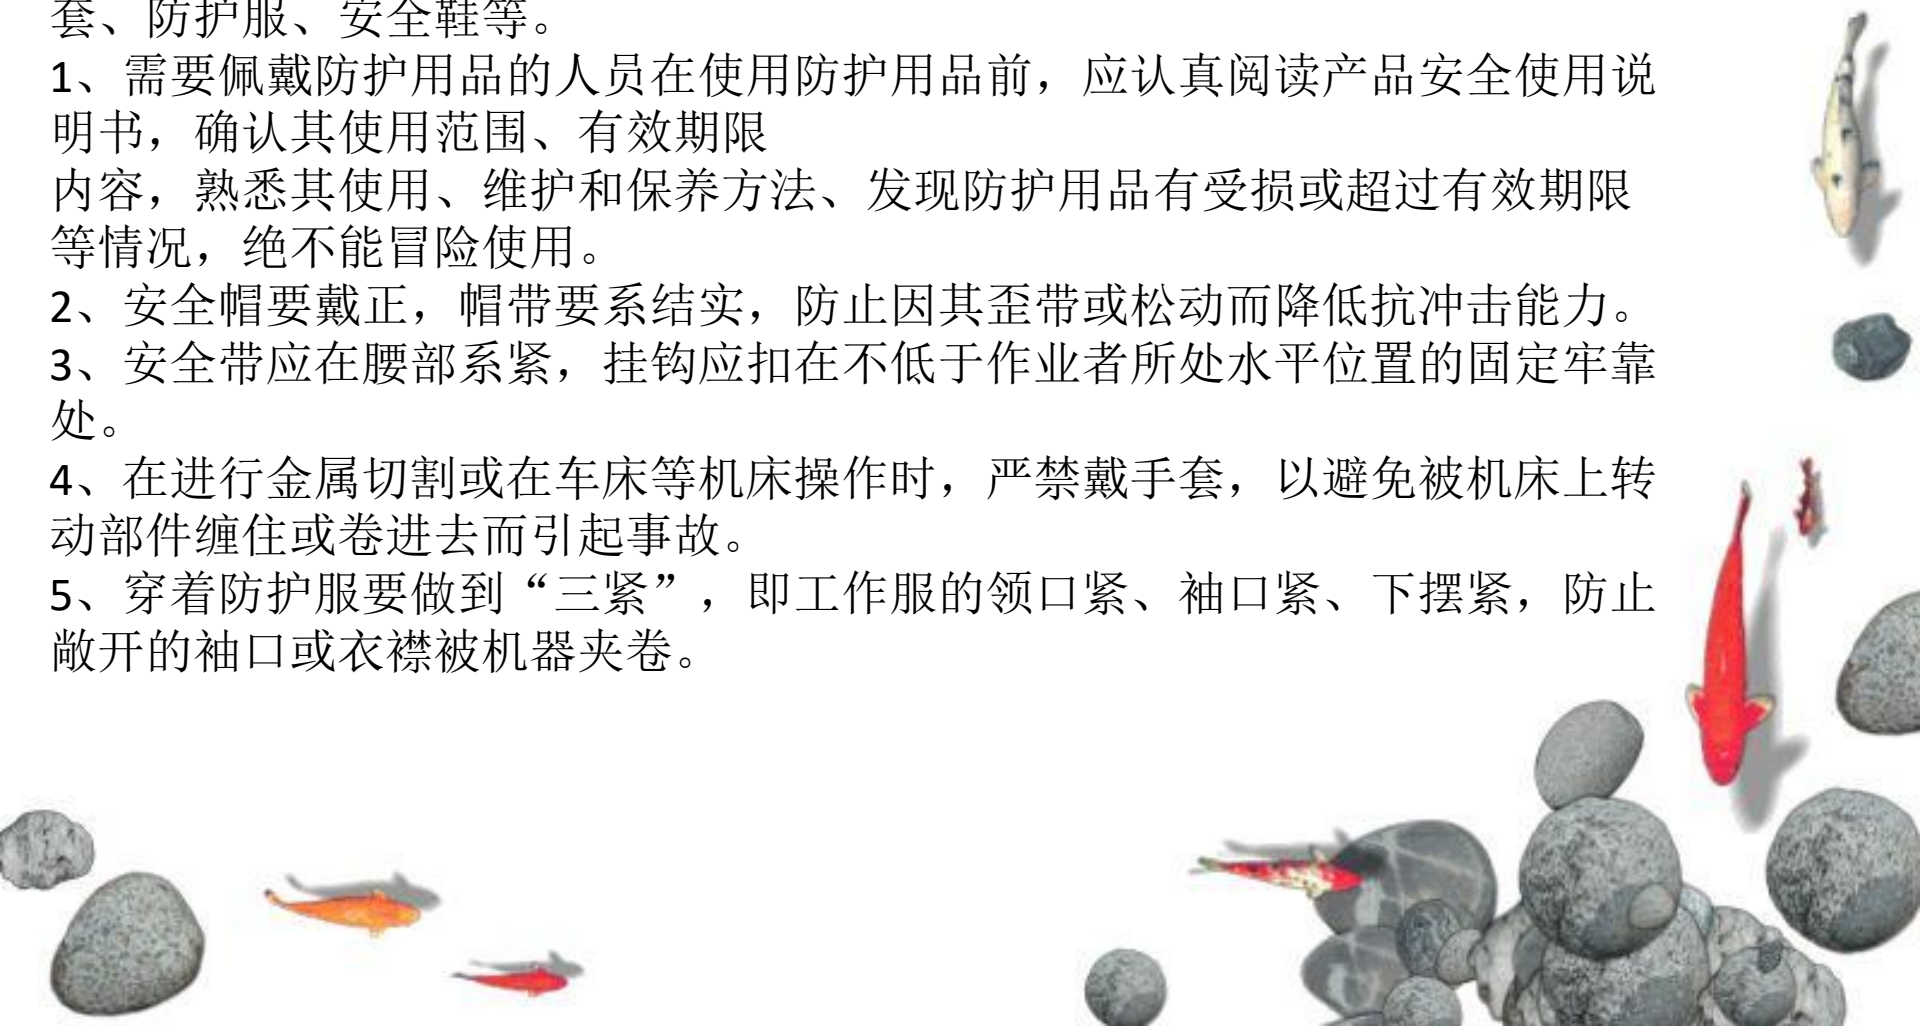 套、防护服、安全鞋等。
1、需要佩戴防护用品的人员在使用防护用品前，应认真阅读产品安全使用说
明书，确认其使用范围、有效期限
内容，熟悉其使用、维护和保养方法、发现防护用品有受损或超过有效期限
等情况，绝不能冒险使用。
2、安全帽要戴正，帽带要系结实，防止因其歪带或松动而降低抗冲击能力。
3、安全带应在腰部系紧，挂钩应扣在不低于作业者所处水平位置的固定牢靠
处。
4、在进行金属切割或在车床等机床操作时，严禁戴手套，以避免被机床上转
动部件缠住或卷进去而引起事故。
5、穿着防护服要做到“三紧”，即工作服的领口紧、袖口紧、下摆紧，防止
敞开的袖口或衣襟被机器夹卷。